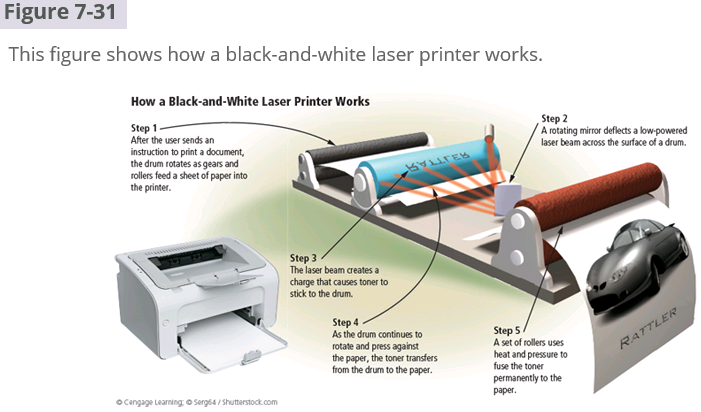 Figure 7-31
This figure shows how a black-and-white laser printer works.
How a Black-and-White Laser Printer Works
Step 1
After the user sends an
instruction to print a document,
the drum rotates as gears and
rollers feed a sheet of paper into
the printer.
Step 2
A rotating mirror deflects a low-powered
laser beam across the surface of a drum.
RATTLER
Step 3
The laser beam creates a
charge that causes toner to
stick to the drum.
Step 4
As the drum continues to
rotate and press against
the paper, the toner transfers
from the drum to the paper.
Step 5
A set of rollers uses
heat and pressure to
fuse the toner
permanently to the
paper.
RATTLER
© Cengage Learning; © Serg64 / Shutterstock.com